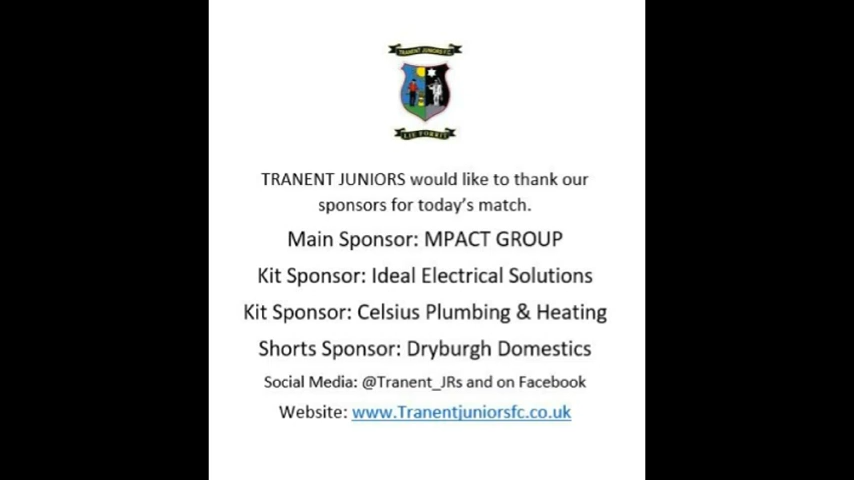 TRANENT JUNIORS F.C.
LIE FORRIT
TRANENT JUNIORS would like to thank our
sponsors for today's match.
Main Sponsor: MPACT GROUP
Kit Sponsor: Ideal Electrical Solutions
Kit Sponsor: Celsius Plumbing & Heating
Shorts Sponsor: Dryburgh Domestics
Social Media: @Tranent_JRs and on Facebook
Website: www.Tranentjuniorsfc.co.uk